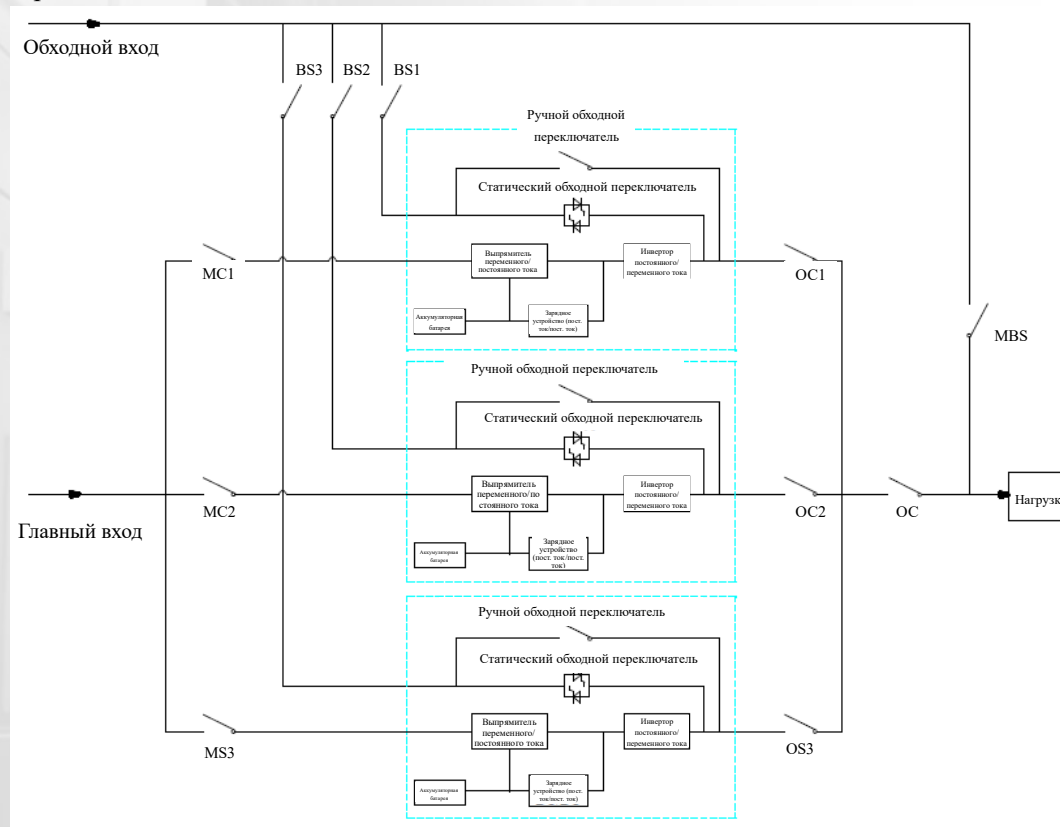 Обходной вход
BS3
BS2
BS1
Ручной обходной
переключатель
Статический обходной переключатель
MC1
Выпрямитель
переменного/
постоянного тока
Инвертор
постоянного/
переменного тока
OC1
Аккумуляторная
батарея
Зарядное
устройство (пост.
ток/пост. ток)
MBS
Ручной обходной переключатель
Статический обходной переключатель
MC2
Выпрямитель
переменного/по
стоянного тока
Инвертор
постоянного/
переменного тока
OC2
OC
Нагрузк
Главный вход
Аккумуляторная
батарея
Зарядное
устройство
(пост. ток/пост.
ток)
Ручной обходной переключатель
Статический обходной переключатель
MS3
Выпрямитель
переменного/
постоянного тока
Инвертор
постоянного/
переменного тока
OS3
Аккумуляторная
батарея
Зарядное
устройство (пост.
ток/пост. ток)